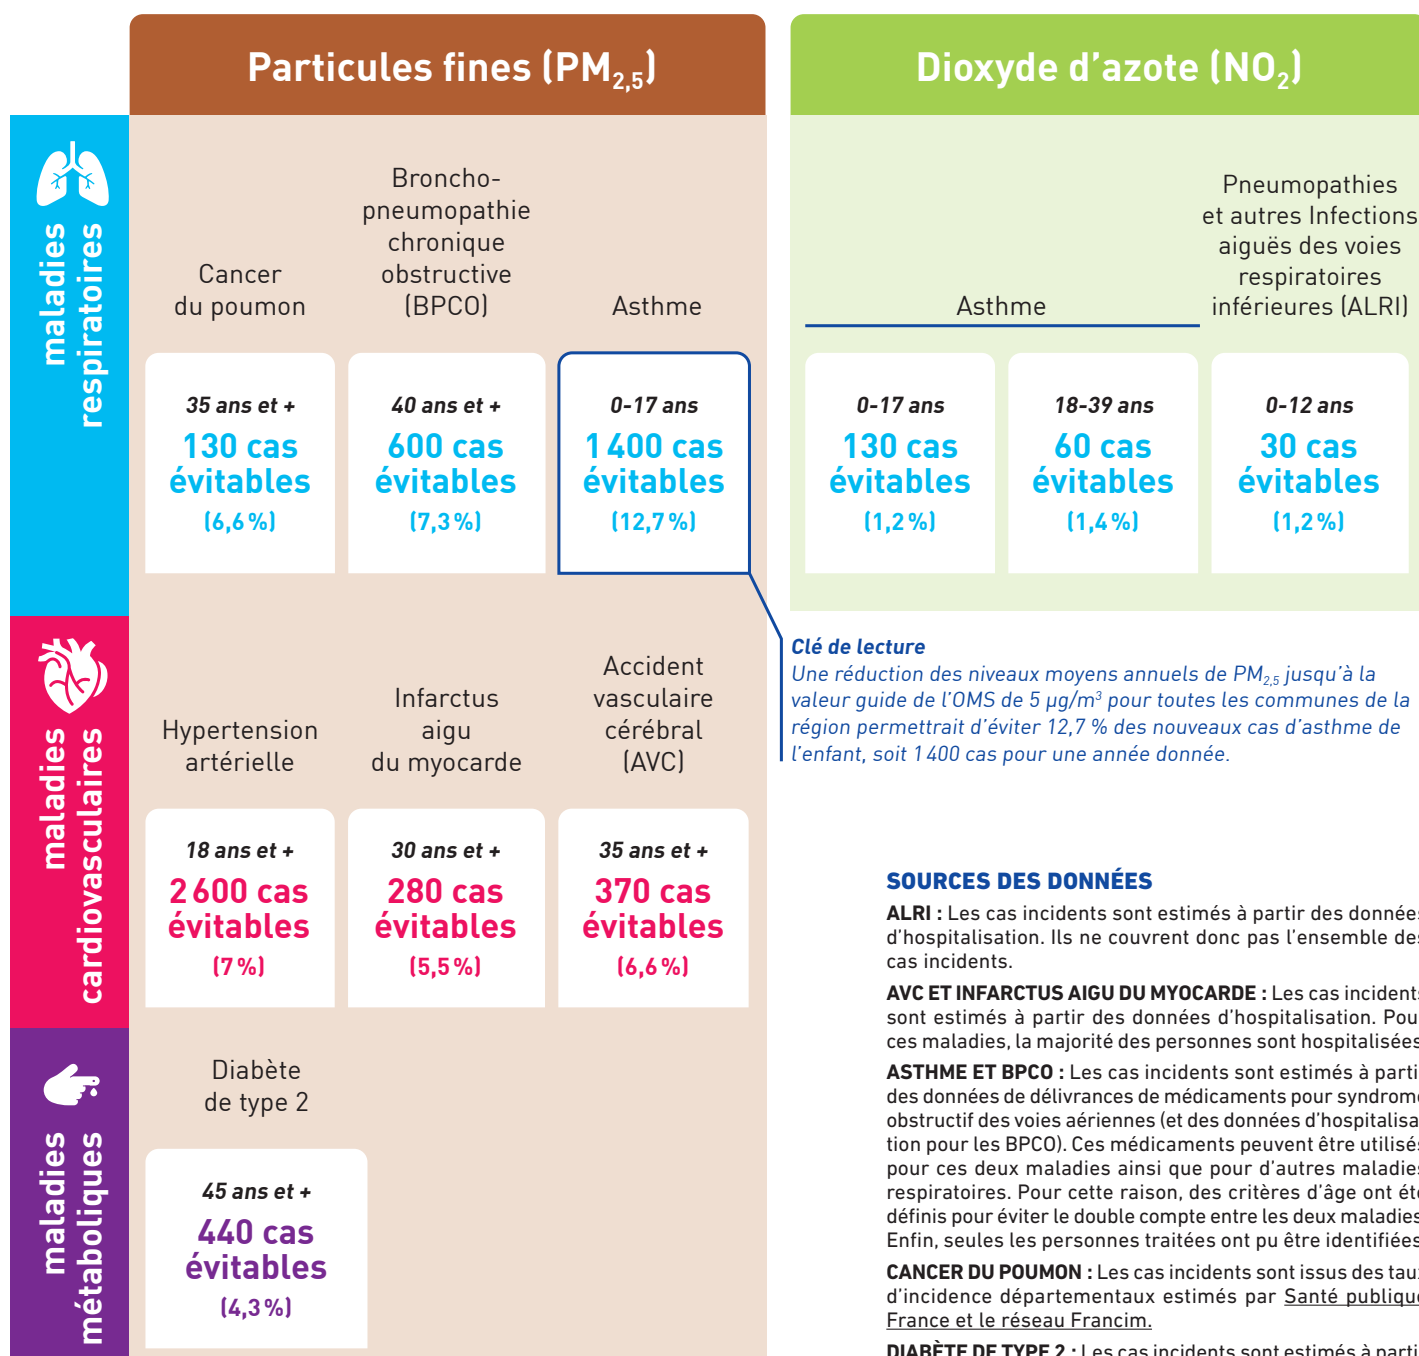 Particules fines (PM2,5)
Dioxyde d'azote (NO2)
maladies
respiratoires
Cancer
du poumon
Broncho-
pneumopathie
chronique
obstructive
(BPCO)
Asthme
Asthme
Pneumopathies
et autres Infections
aiguës des voies
respiratoires
inférieures (ALRI)
35 ans et +
130 cas
évitables
(6,6 %)
40 ans et +
600 cas
évitables
(7,3 %)
0-17 ans
1 400 cas
évitables
(12,7 %)
0-17 ans
130 cas
évitables
(1,2 %)
18-39 ans
60 cas
évitables
(1,4 %)
0-12 ans
30 cas
évitables
(1,2 %)
Clé de lecture
Une réduction des niveaux moyens annuels de PM2,5 jusqu'à la
valeur guide de l'OMS de 5 µg/m³ pour toutes les communes de la
région permettrait d'éviter 12,7 % des nouveaux cas d'asthme de
l'enfant, soit 1 400 cas pour une année donnée.
maladies
cardiovasculaires
Hypertension
artérielle
Infarctus
aigu
du myocarde
Accident
vasculaire
cérébral
(AVC)
18 ans et +
2 600 cas
évitables
(7 %)
30 ans et +
280 cas
évitables
(5,5 %)
35 ans et +
370 cas
évitables
(6,6 %)
maladies
métaboliques
Diabète
de type 2
45 ans et +
440 cas
évitables
(4,3 %)
SOURCES DES DONNÉES
ALRI : Les cas incidents sont estimés à partir des données
d'hospitalisation. Ils ne couvrent donc pas l'ensemble des
cas incidents.
AVC ET INFARCTUS AIGU DU MYOCARDE : Les cas incidents
sont estimés à partir des données d'hospitalisation. Pour
ces maladies, la majorité des personnes sont hospitalisées
ASTHME ET BPCO : Les cas incidents sont estimés à partir
des données de délivrances de médicaments pour syndrome
obstructif des voies aériennes (et des données d'hospitalisa
tion pour les BPCO). Ces médicaments peuvent être utilisés
pour ces deux maladies ainsi que pour d'autres maladies
respiratoires. Pour cette raison, des critères d'âge ont été
définis pour éviter le double compte entre les deux maladies
Enfin, seules les personnes traitées ont pu être identifiées
CANCER DU POUMON : Les cas incidents sont issus des taux
d'incidence départementaux estimés par Santé publique
France et le réseau Francim.
DIABÈTE DE TYPE 2 : Les cas incidents sont estimés à parti